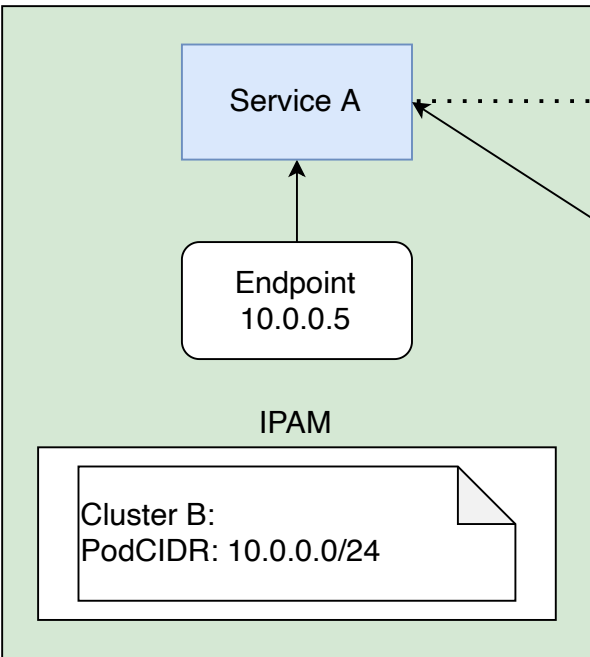 Service A
Endpoint
10.0.0.5
IPAM
Cluster B:
PodCIDR: 10.0.0.0/24